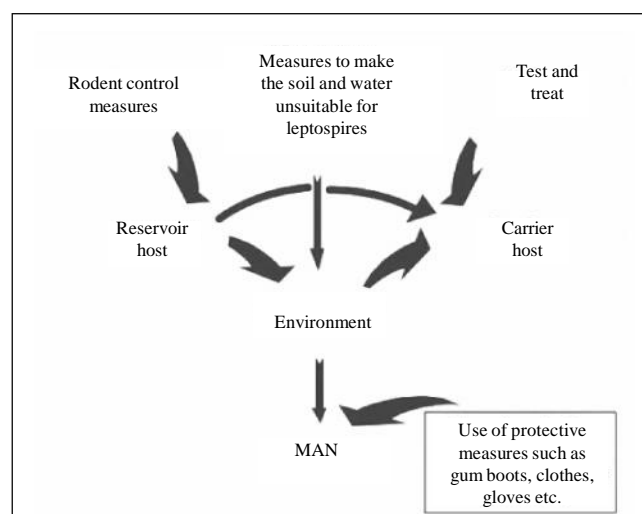 Rodent control
measures
Measures to make
the soil and water
unsuitable for
leptospires
Test and
treat
Reservoir
host
Carrier
host
Environment
MAN
Use of protective
measures such as
gum boots, clothes,
gloves etc.